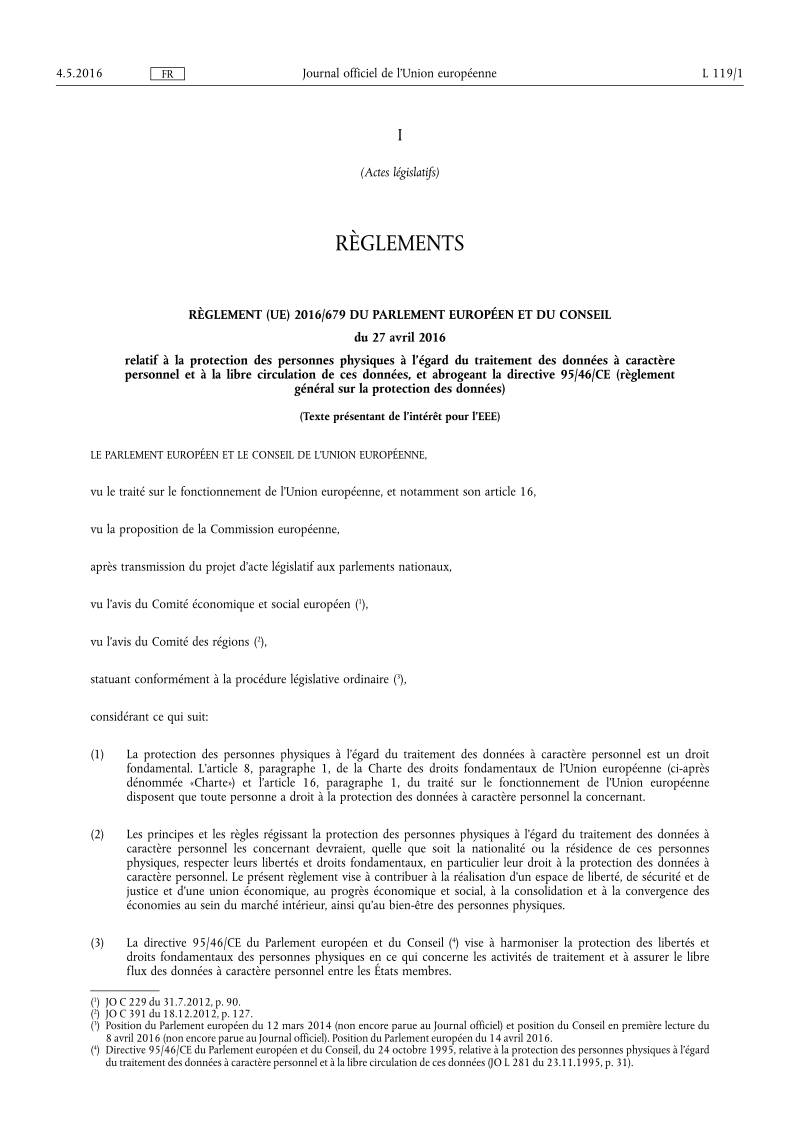 4.5.2016 FR Journal officiel de l'Union européenne L 119/1
I
(Actes législatifs)
RÈGLEMENTS
RÈGLEMENT (UE) 2016/679 DU PARLEMENT EUROPÉEN ET DU CONSEIL
du 27 avril 2016
relatif à la protection des personnes physiques à l'égard du traitement des données à caractère
personnel et à la libre circulation de ces données, et abrogeant la directive 95/46/CE (règlement
général sur la protection des données)
(Texte présentant de l'intérêt pour l'EEE)
LE PARLEMENT EUROPÉEN ET LE CONSEIL DE L'UNION EUROPÉENNE,
vu le traité sur le fonctionnement de l'Union européenne, et notamment son article 16,
vu la proposition de la Commission européenne,
après transmission du projet d'acte législatif aux parlements nationaux,
vu l'avis du Comité économique et social européen (¹),
vu l'avis du Comité des régions (²),
statuant conformément à la procédure législative ordinaire (³),
considérant ce qui suit:
(1) La protection des personnes physiques à l'égard du traitement des données à caractère personnel est un droit
fondamental. L'article 8, paragraphe 1, de la Charte des droits fondamentaux de l'Union européenne (ci-après
dénommée «Charte») et l'article 16, paragraphe 1, du traité sur le fonctionnement de l'Union européenne
disposent que toute personne a droit à la protection des données à caractère personnel la concernant.
(2) Les principes et les règles régissant la protection des personnes physiques à l'égard du traitement des données à
caractère personnel les concernant devraient, quelle que soit la nationalité ou la résidence de ces personnes
physiques, respecter leurs libertés et droits fondamentaux, en particulier leur droit à la protection des données à
caractère personnel. Le présent règlement vise à contribuer à la réalisation d'un espace de liberté, de sécurité et de
justice et d'une union économique, au progrès économique et social, à la consolidation et à la convergence des
économies au sein du marché intérieur, ainsi qu'au bien-être des personnes physiques.
(3) La directive 95/46/CE du Parlement européen et du Conseil (⁴) vise à harmoniser la protection des libertés et
droits fondamentaux des personnes physiques en ce qui concerne les activités de traitement et à assurer le libre
flux des données à caractère personnel entre les États membres.
(¹) JO C 229 du 31.7.2012, p. 90.
(²) JO C 391 du 18.12.2012, p. 127.
(³) Position du Parlement européen du 12 mars 2014 (non encore parue au Journal officiel) et position du Conseil en première lecture du
8 avril 2016 (non encore parue au Journal officiel). Position du Parlement européen du 14 avril 2016.
(⁴) Directive 95/46/CE du Parlement européen et du Conseil, du 24 octobre 1995, relative à la protection des personnes physiques à l'égard
du traitement des données à caractère personnel et à la libre circulation de ces données (JO L 281 du 23.11.1995, p. 31).